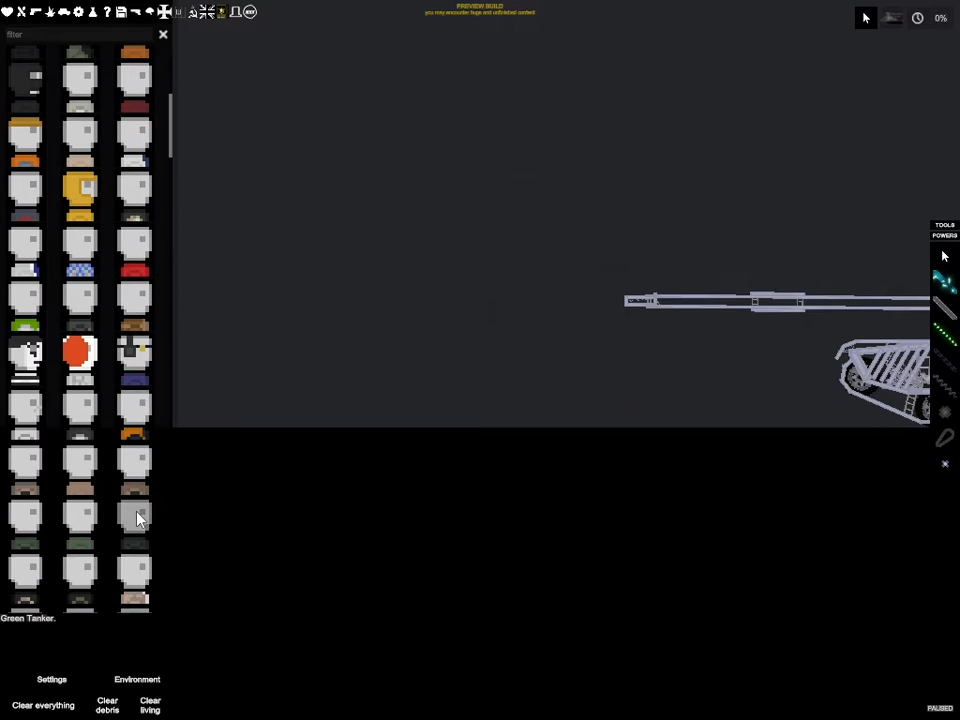 PREVIEW BUILD
you may encounter bugs and unfinished content
0%
filter
TOOLS
POWERS
Green Tanker.
Settings
Environment
Clear everything
Clear debris
Clear living
PAUSED